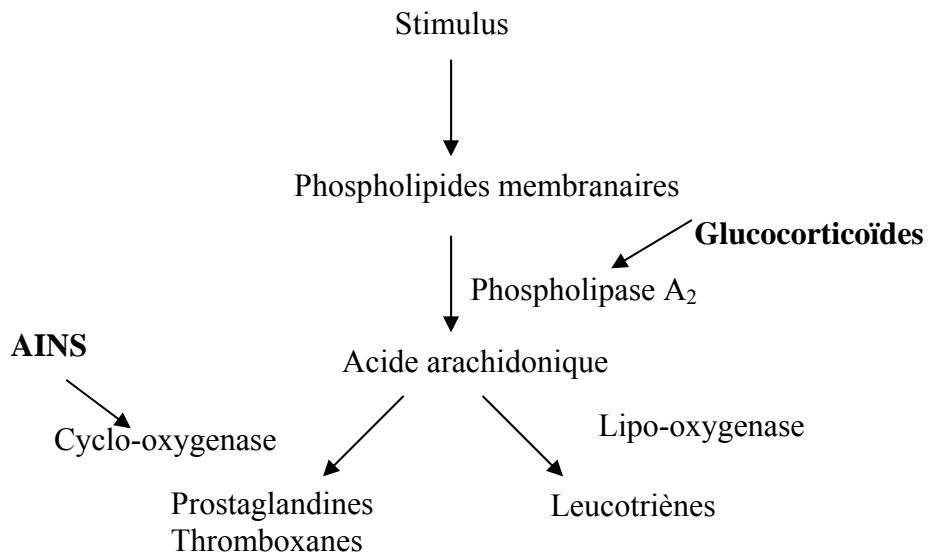 Stimulus
Phospholipides membranaires
Glucocorticoïdes
Phospholipase A₂
AINS
Acide arachidonique
Cyclo-oxygenase
Lipo-oxygenase
Prostaglandines
Thromboxanes
Leucotriènes